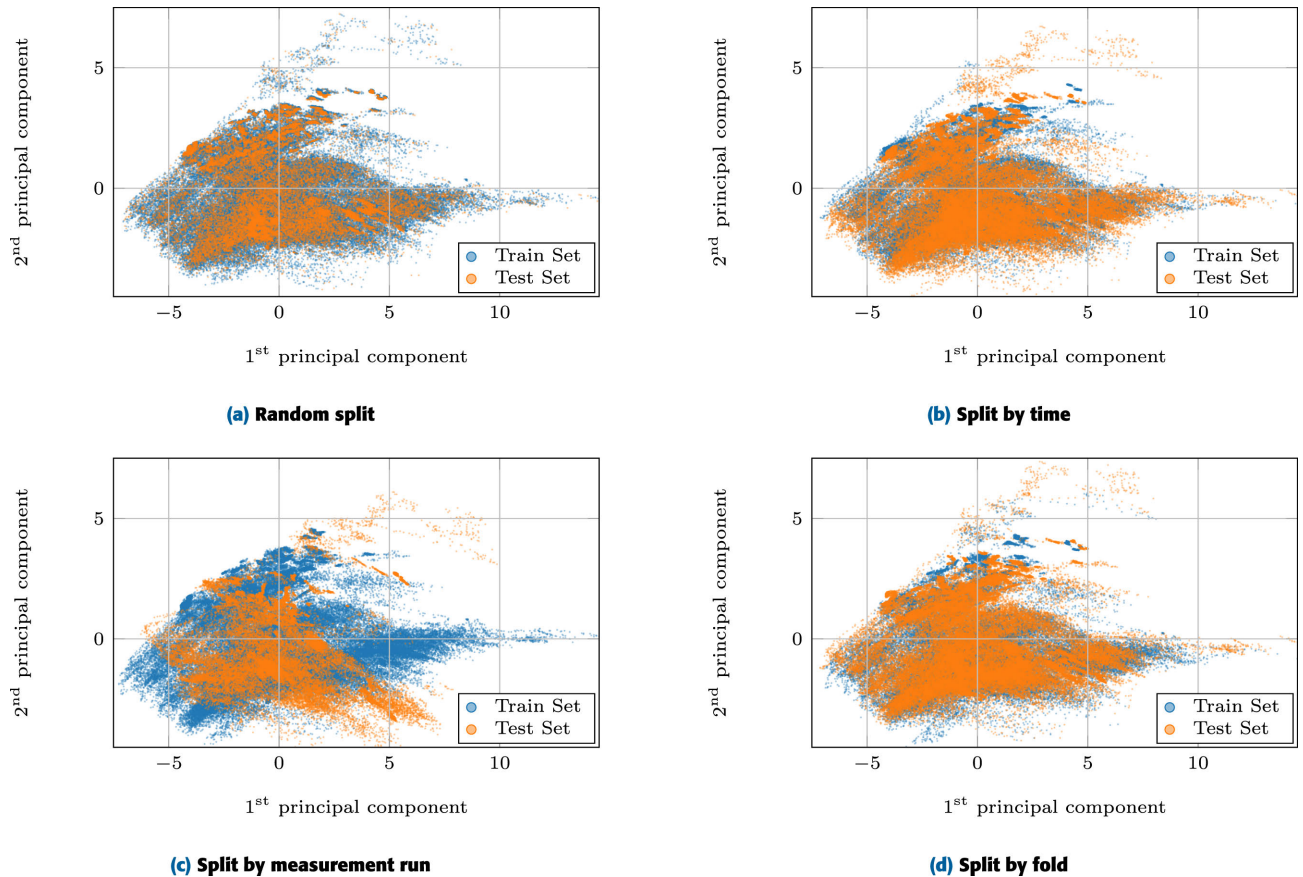 5
0
−5
0
5
10
2nd principal component
1st principal component
Train Set
Test Set
(a) Random split
5
0
−5
0
5
10
2nd principal component
1st principal component
Train Set
Test Set
(b) Split by time
5
0
−5
0
5
10
2nd principal component
1st principal component
Train Set
Test Set
(c) Split by measurement run
5
0
−5
0
5
10
2nd principal component
1st principal component
Train Set
Test Set
(d) Split by fold